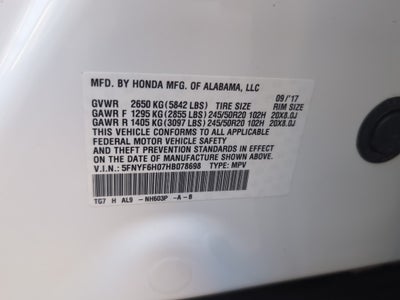 MFD. BY HONDA MFG. OF ALABAMA, LLC
09/'17
GVWR 2650 KG (5842 LBS) TIRE SIZE RIM SIZE
GAWR F 1295 KG (2855 LBS) 245/50R20 102H 20X8.0J
GAWR R 1405 KG (3097 LBS) 245/50R20 102H 20X8.0J
THIS VEHICLE CONFORMS TO ALL APPLICABLE
FEDERAL MOTOR VEHICLE SAFETY
AND THEFT PREVENTION STANDARDS IN EFFECT
ON THE DATE OF MANUFACTURE SHOWN ABOVE.
V.I.N.: 5FNYF6H07HB078698 TYPE: MPV
TG7 H AL9 -NH603P -A-B